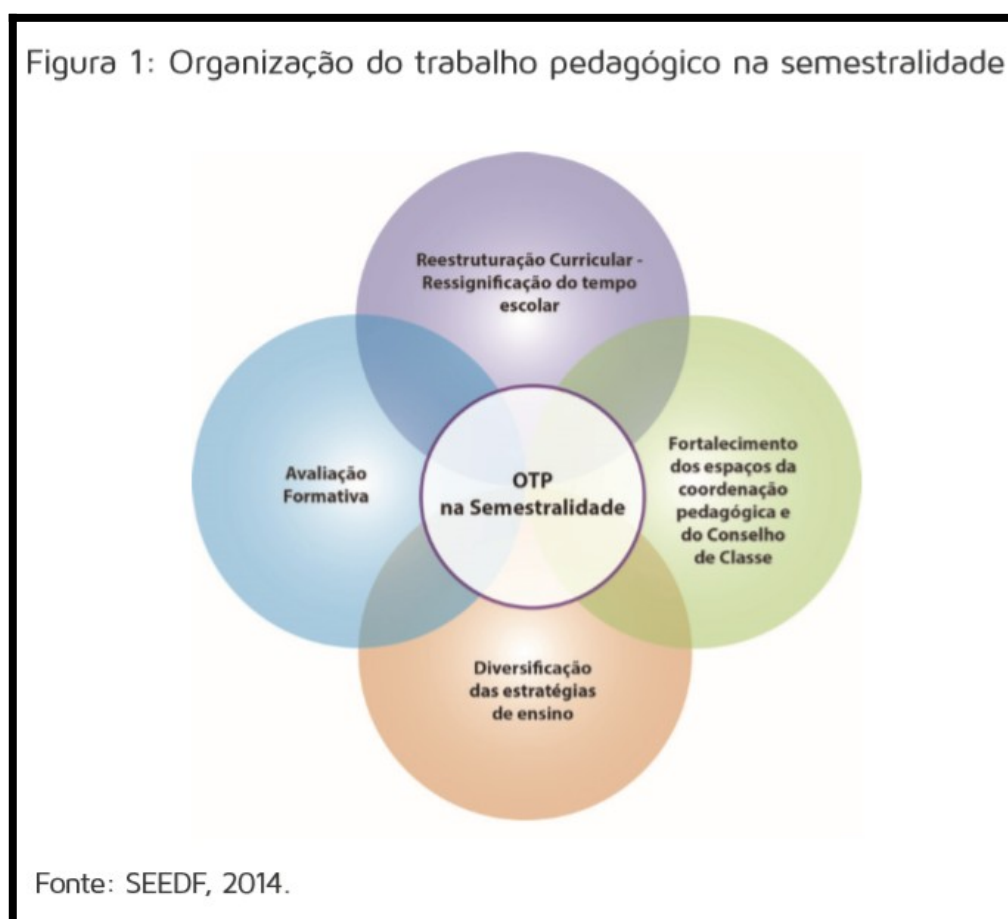 Figura 1: Organização do trabalho pedagógico na semestralidade
Reestruturação Curricular -
Ressignificação do tempo
escolar
Avaliação
Formativa
OTP
na Semestralidade
Fortalecimento
dos espaços da
coordenação
pedagógica e
do Conselho
de Classe
Diversificação
das estratégias
de ensino
Fonte: SEEDF, 2014.